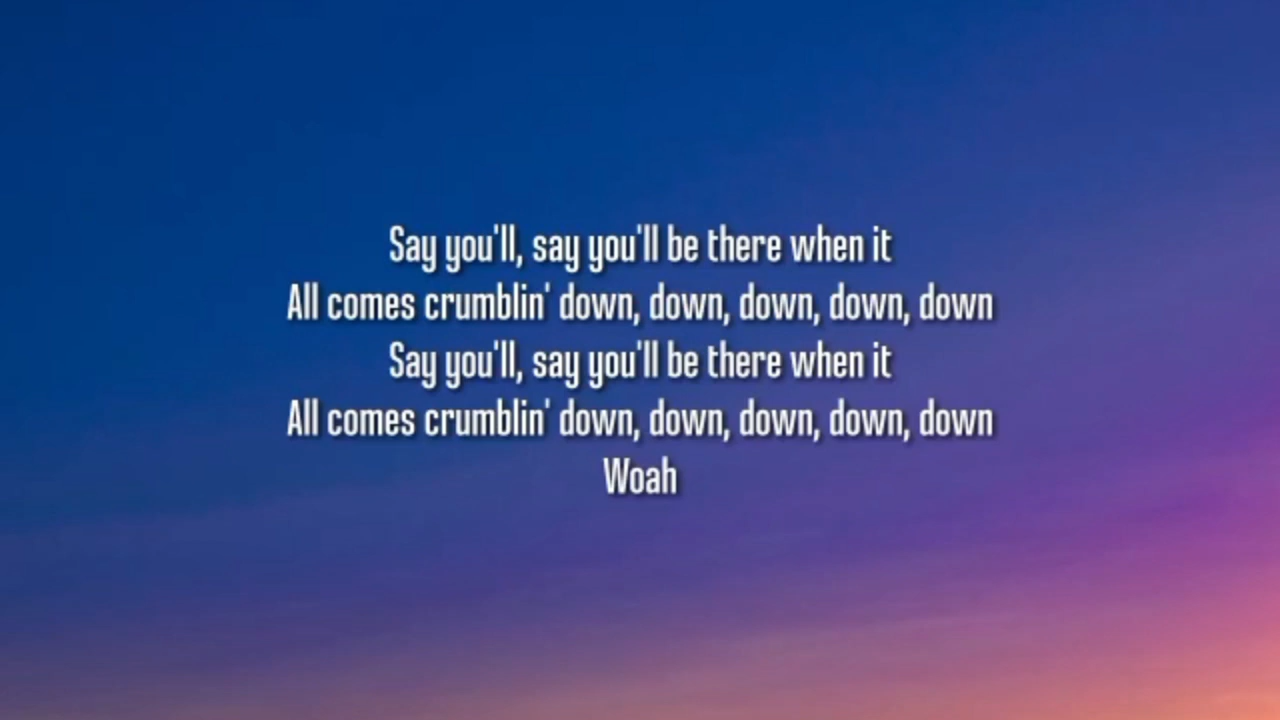 Say you'll, say you'll be there when it
All comes crumblin' down, down, down, down, down
Say you'll, say you'll be there when it
All comes crumblin' down, down, down, down, down
Woah